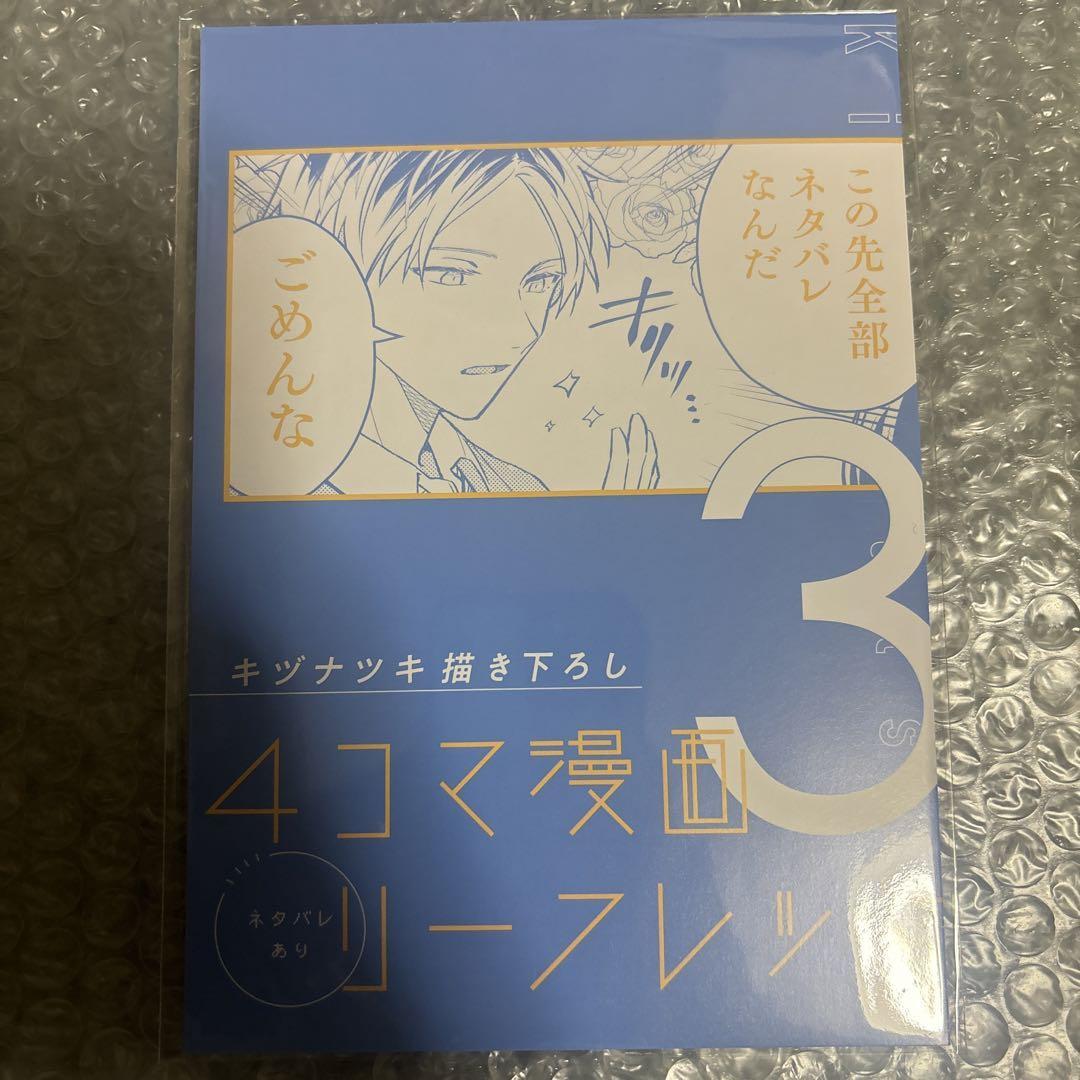 K
この先全部
ネタバレ
なんだ
キリッ
ごめんな
3
S
キヅナツキ 描き下ろし
4コマ漫画
リーフレッ
ネタバレ
あり